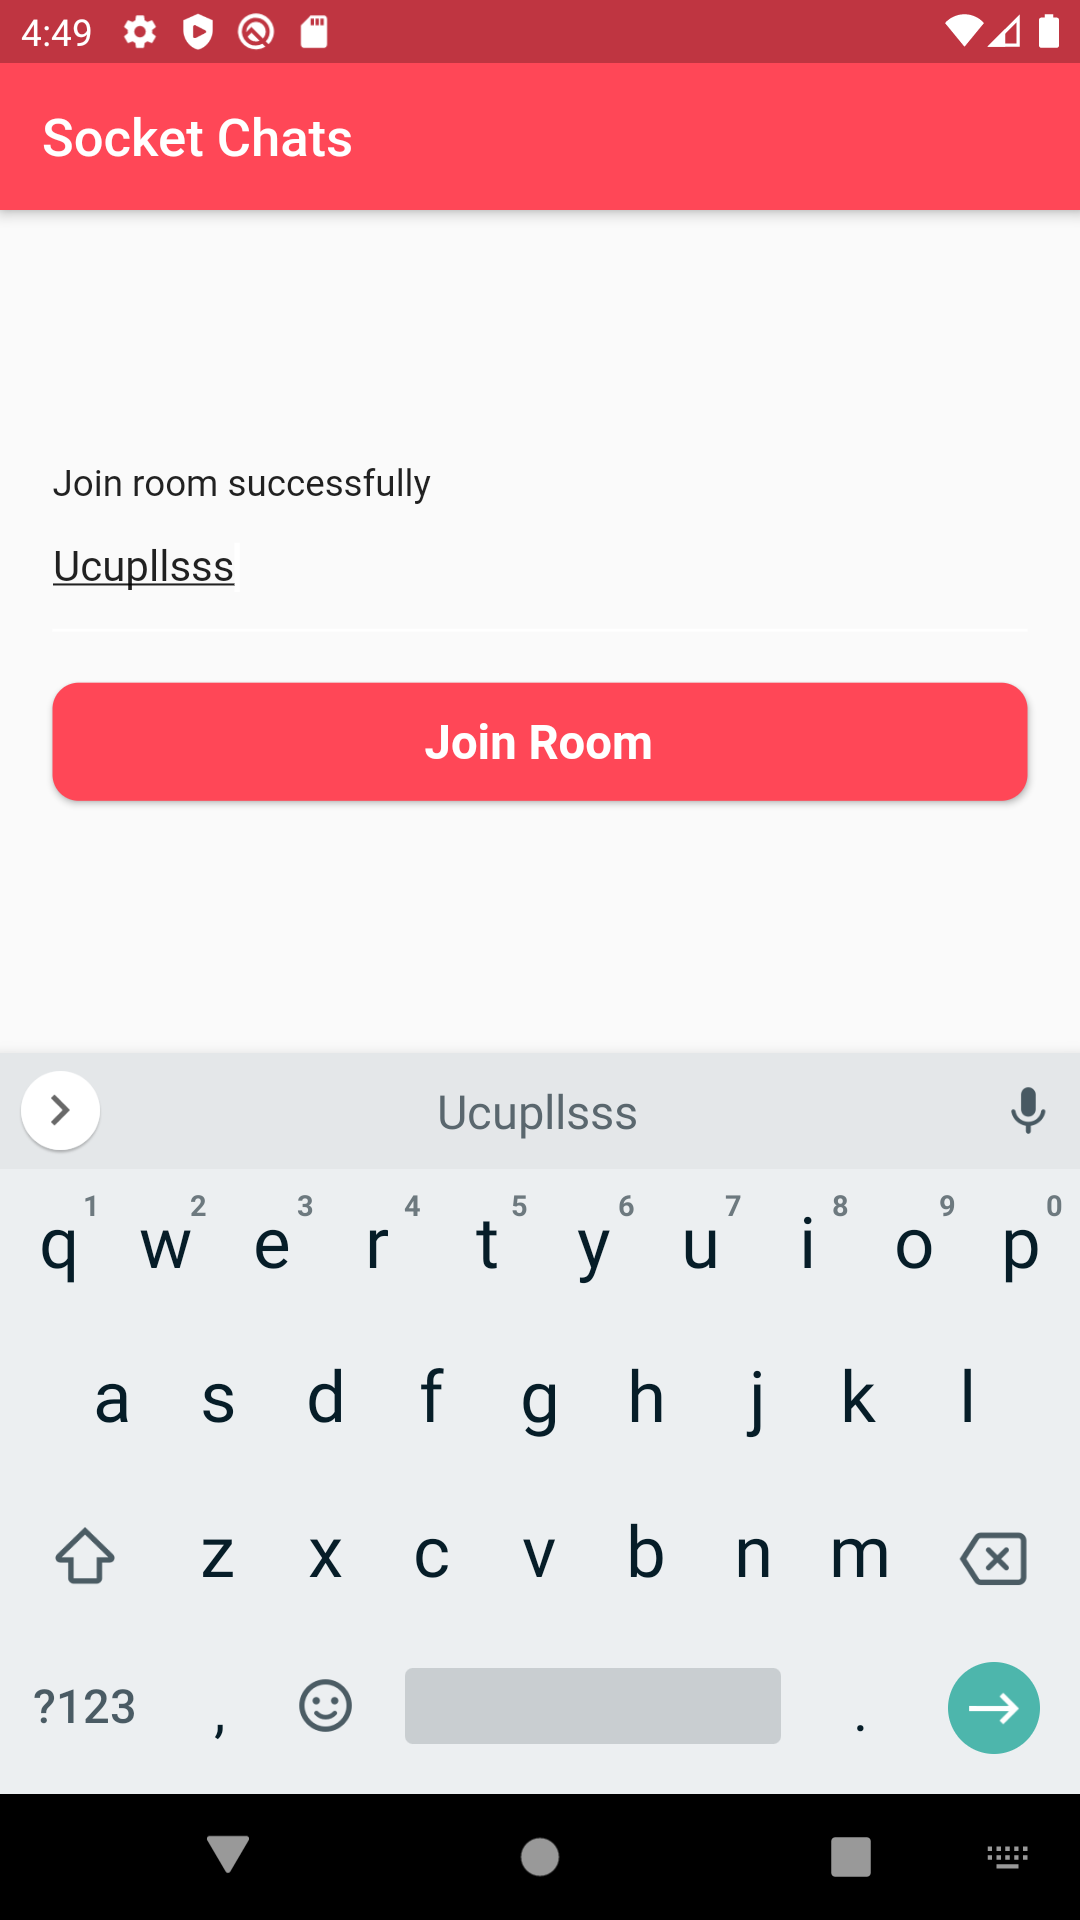 4:49
Socket Chats
Join room successfully
Ucupllsss
Join Room
Ucupllsss
1 2 3 4 5 6 7 8 9 0
q w e r t y u i o p
a s d f g h j k l
z x c v b n m
?123 , .